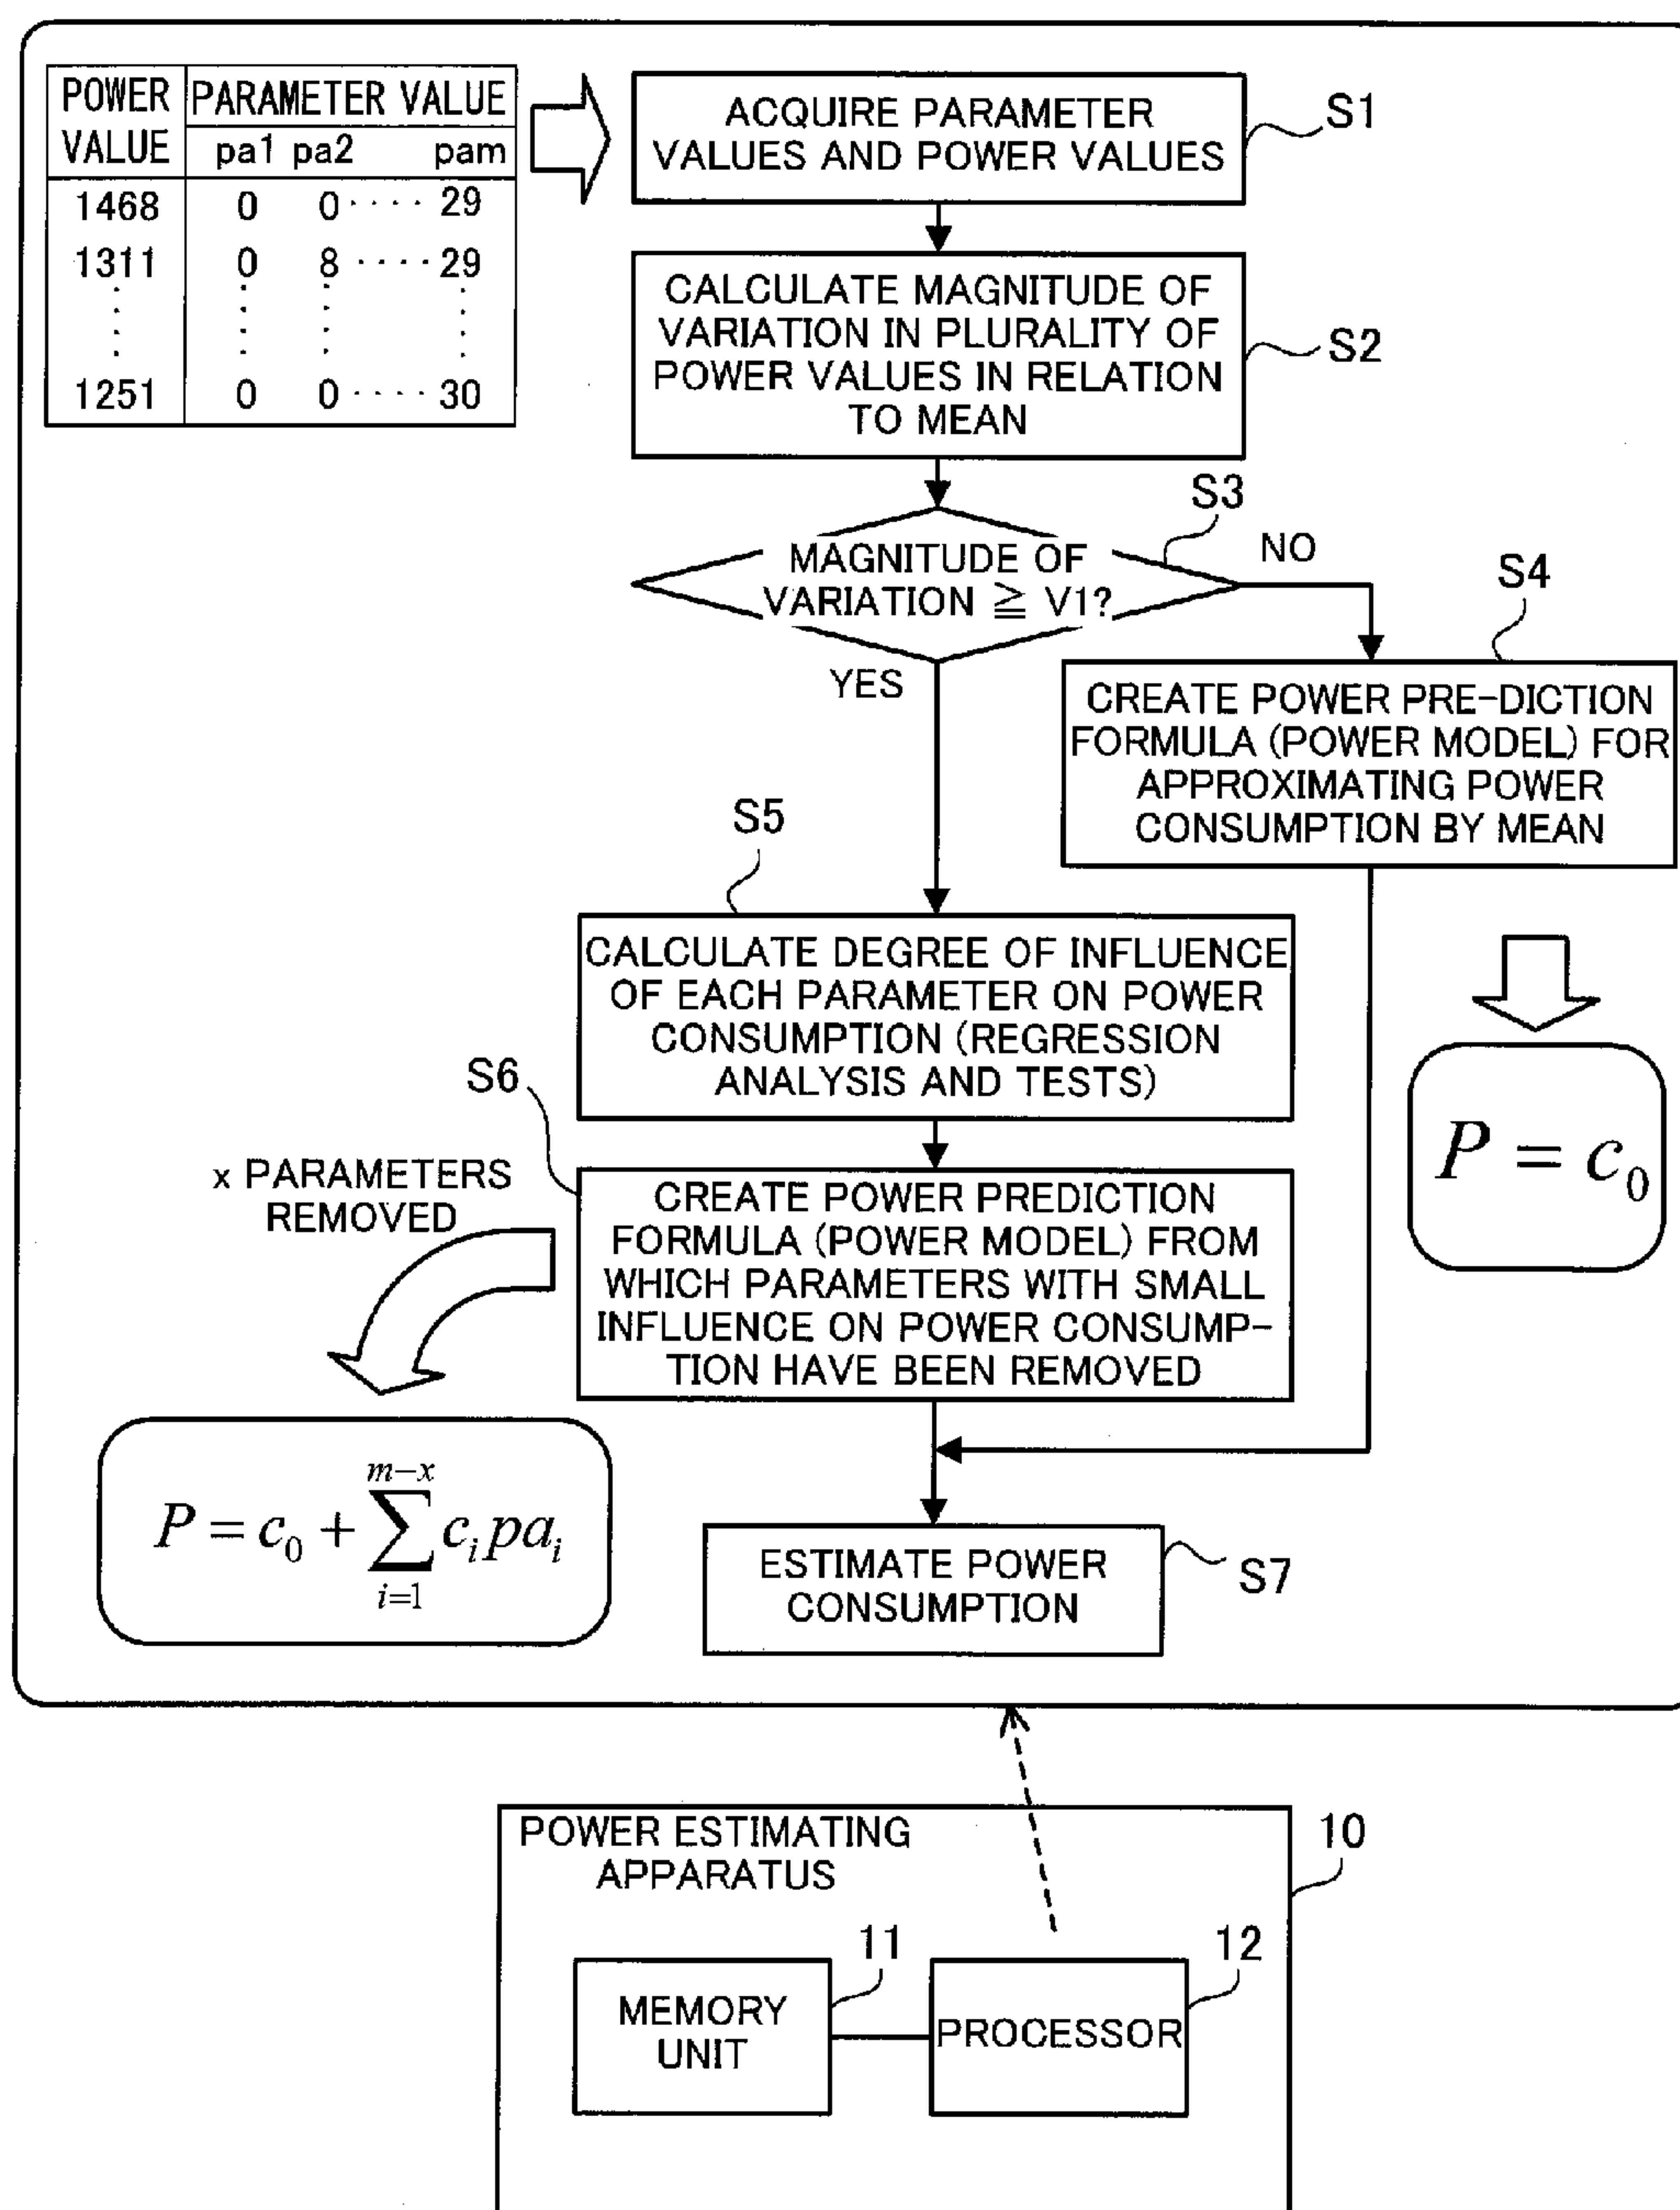 POWER VALUE PARAMETER VALUE
pa1 pa2 pam
1468 0 0 ···· 29
1311 0 8 ···· 29
1251 0 0 ···· 30
ACQUIRE PARAMETER
VALUES AND POWER VALUES
S1
CALCULATE MAGNITUDE OF
VARIATION IN PLURALITY OF
POWER VALUES IN RELATION
TO MEAN
S2
S3
MAGNITUDE OF
VARIATION ≧ V1?
NO
YES
S4
CREATE POWER PRE-DICTION
FORMULA (POWER MODEL) FOR
APPROXIMATING POWER
CONSUMPTION BY MEAN
P = c₀
S5
CALCULATE DEGREE OF INFLUENCE
OF EACH PARAMETER ON POWER
CONSUMPTION (REGRESSION
ANALYSIS AND TESTS)
S6
CREATE POWER PREDICTION
FORMULA (POWER MODEL) FROM
WHICH PARAMETERS WITH SMALL
INFLUENCE ON POWER CONSUMP-
TION HAVE BEEN REMOVED
x PARAMETERS
REMOVED
P = c₀ + ∑_{i=1}^{m−x} cᵢ paᵢ
ESTIMATE POWER
CONSUMPTION
S7
POWER ESTIMATING
APPARATUS
10
11
MEMORY
UNIT
12
PROCESSOR